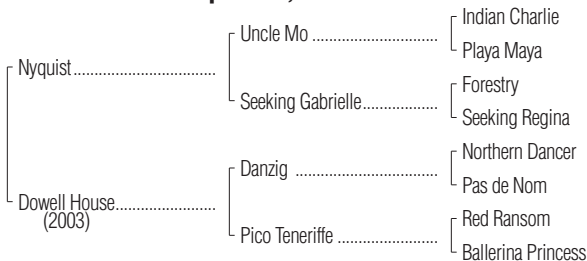 Indian Charlie
Uncle Mo ................................
Playa Maya
Nyquist ....................................
Forestry
Seeking Gabrielle ...................
Seeking Regina
Northern Dancer
Danzig ....................................
Pas de Nom
Dowell House .........................
(2003)
Red Ransom
Pico Teneriffe .........................
Ballerina Princess